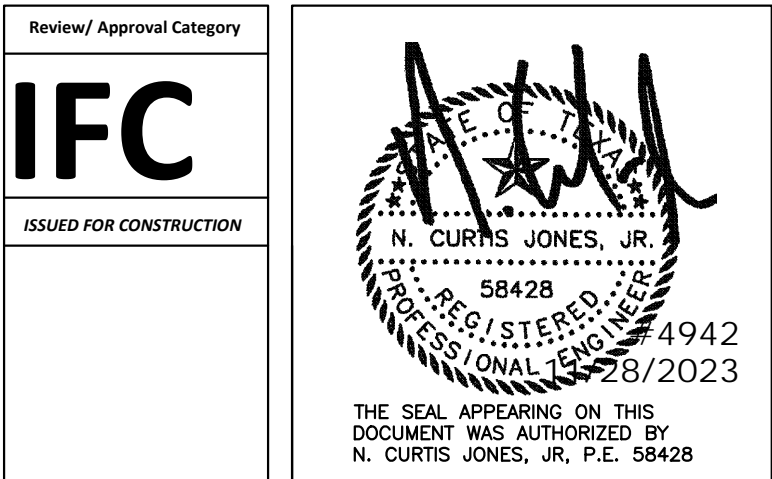 Review/ Approval Category
IFC
ISSUED FOR CONSTRUCTION
STATE OF TEXAS
N. CURTIS JONES, JR.
58428
REGISTERED
PROFESSIONAL ENGINEER
#4942
11/28/2023
THE SEAL APPEARING ON THIS
DOCUMENT WAS AUTHORIZED BY
N. CURTIS JONES, JR, P.E. 58428